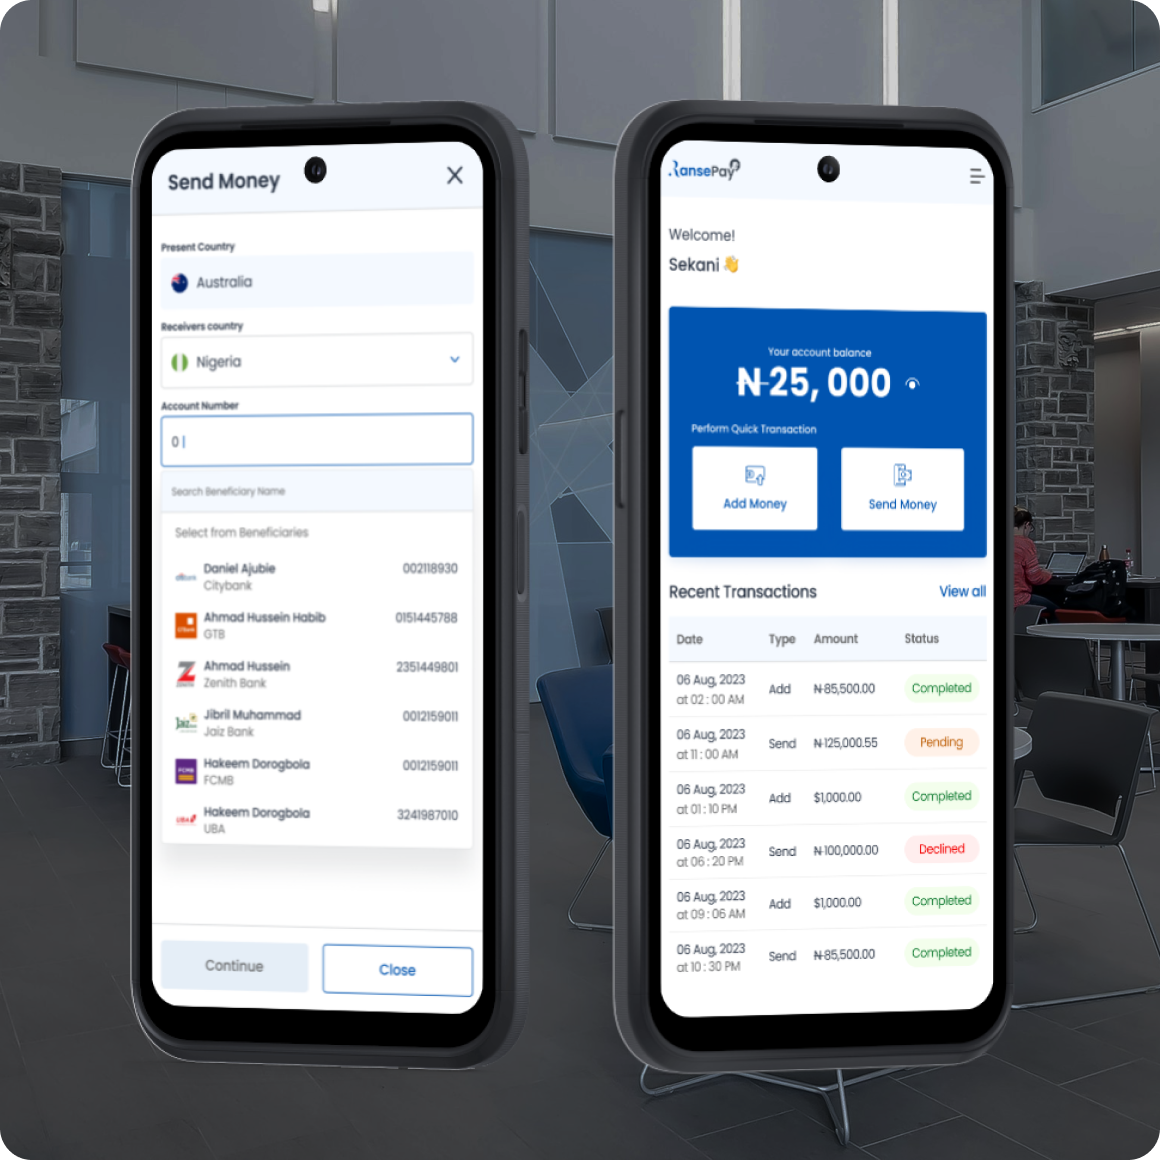 Send Money
Present Country
Australia
Receivers country
Nigeria
Account Number
0
Search Beneficiary Name
Select from Beneficiaries
Daniel Ajubie 002118930
Citybank
Ahmad Hussein Habib 0151445788
GTB
Ahmad Hussein 2351449801
ZENITH
Zenith Bank
Jibril Muhammad 0012159011
Jaiz
Jaiz Bank
Hakeem Dorogbola 0012159011
FCMB
FCMB
Hakeem Dorogbola 3241987010
UBA
UBA
Continue Close
RansePay
Welcome!
Sekani 👋
Your account balance
₦25, 000
Perform Quick Transaction
Add Money Send Money
Recent Transactions View all
Date Type Amount Status
06 Aug, 2023
at 02 : 00 AM Add ₦85,500.00 Completed
06 Aug, 2023
at 11 : 00 AM Send ₦125,000.55 Pending
06 Aug, 2023
at 01 : 10 PM Add $1,000.00 Completed
06 Aug, 2023
at 06 : 20 PM Send ₦100,000.00 Declined
06 Aug, 2023
at 09 : 06 AM Add $1,000.00 Completed
06 Aug, 2023
at 10 : 30 PM Send ₦85,500.00 Completed